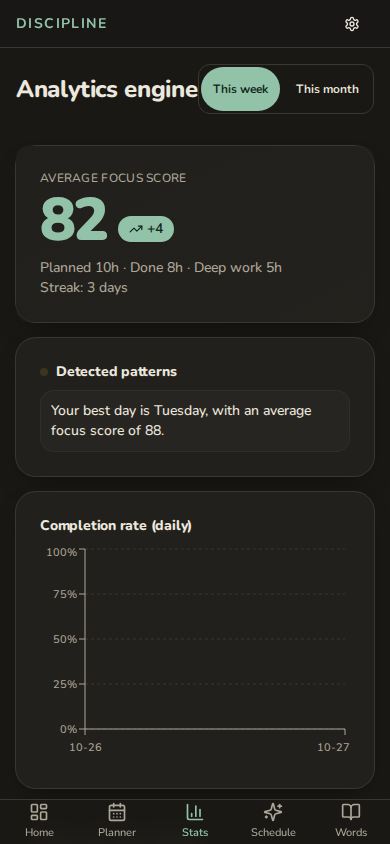 DISCIPLINE
Analytics engine
This week
This month
AVERAGE FOCUS SCORE
82
+4
Planned 10h · Done 8h · Deep work 5h
Streak: 3 days
Detected patterns
Your best day is Tuesday, with an average
focus score of 88.
Completion rate (daily)
100%
75%
50%
25%
0%
10-26
10-27
Home
Planner
Stats
Schedule
Words